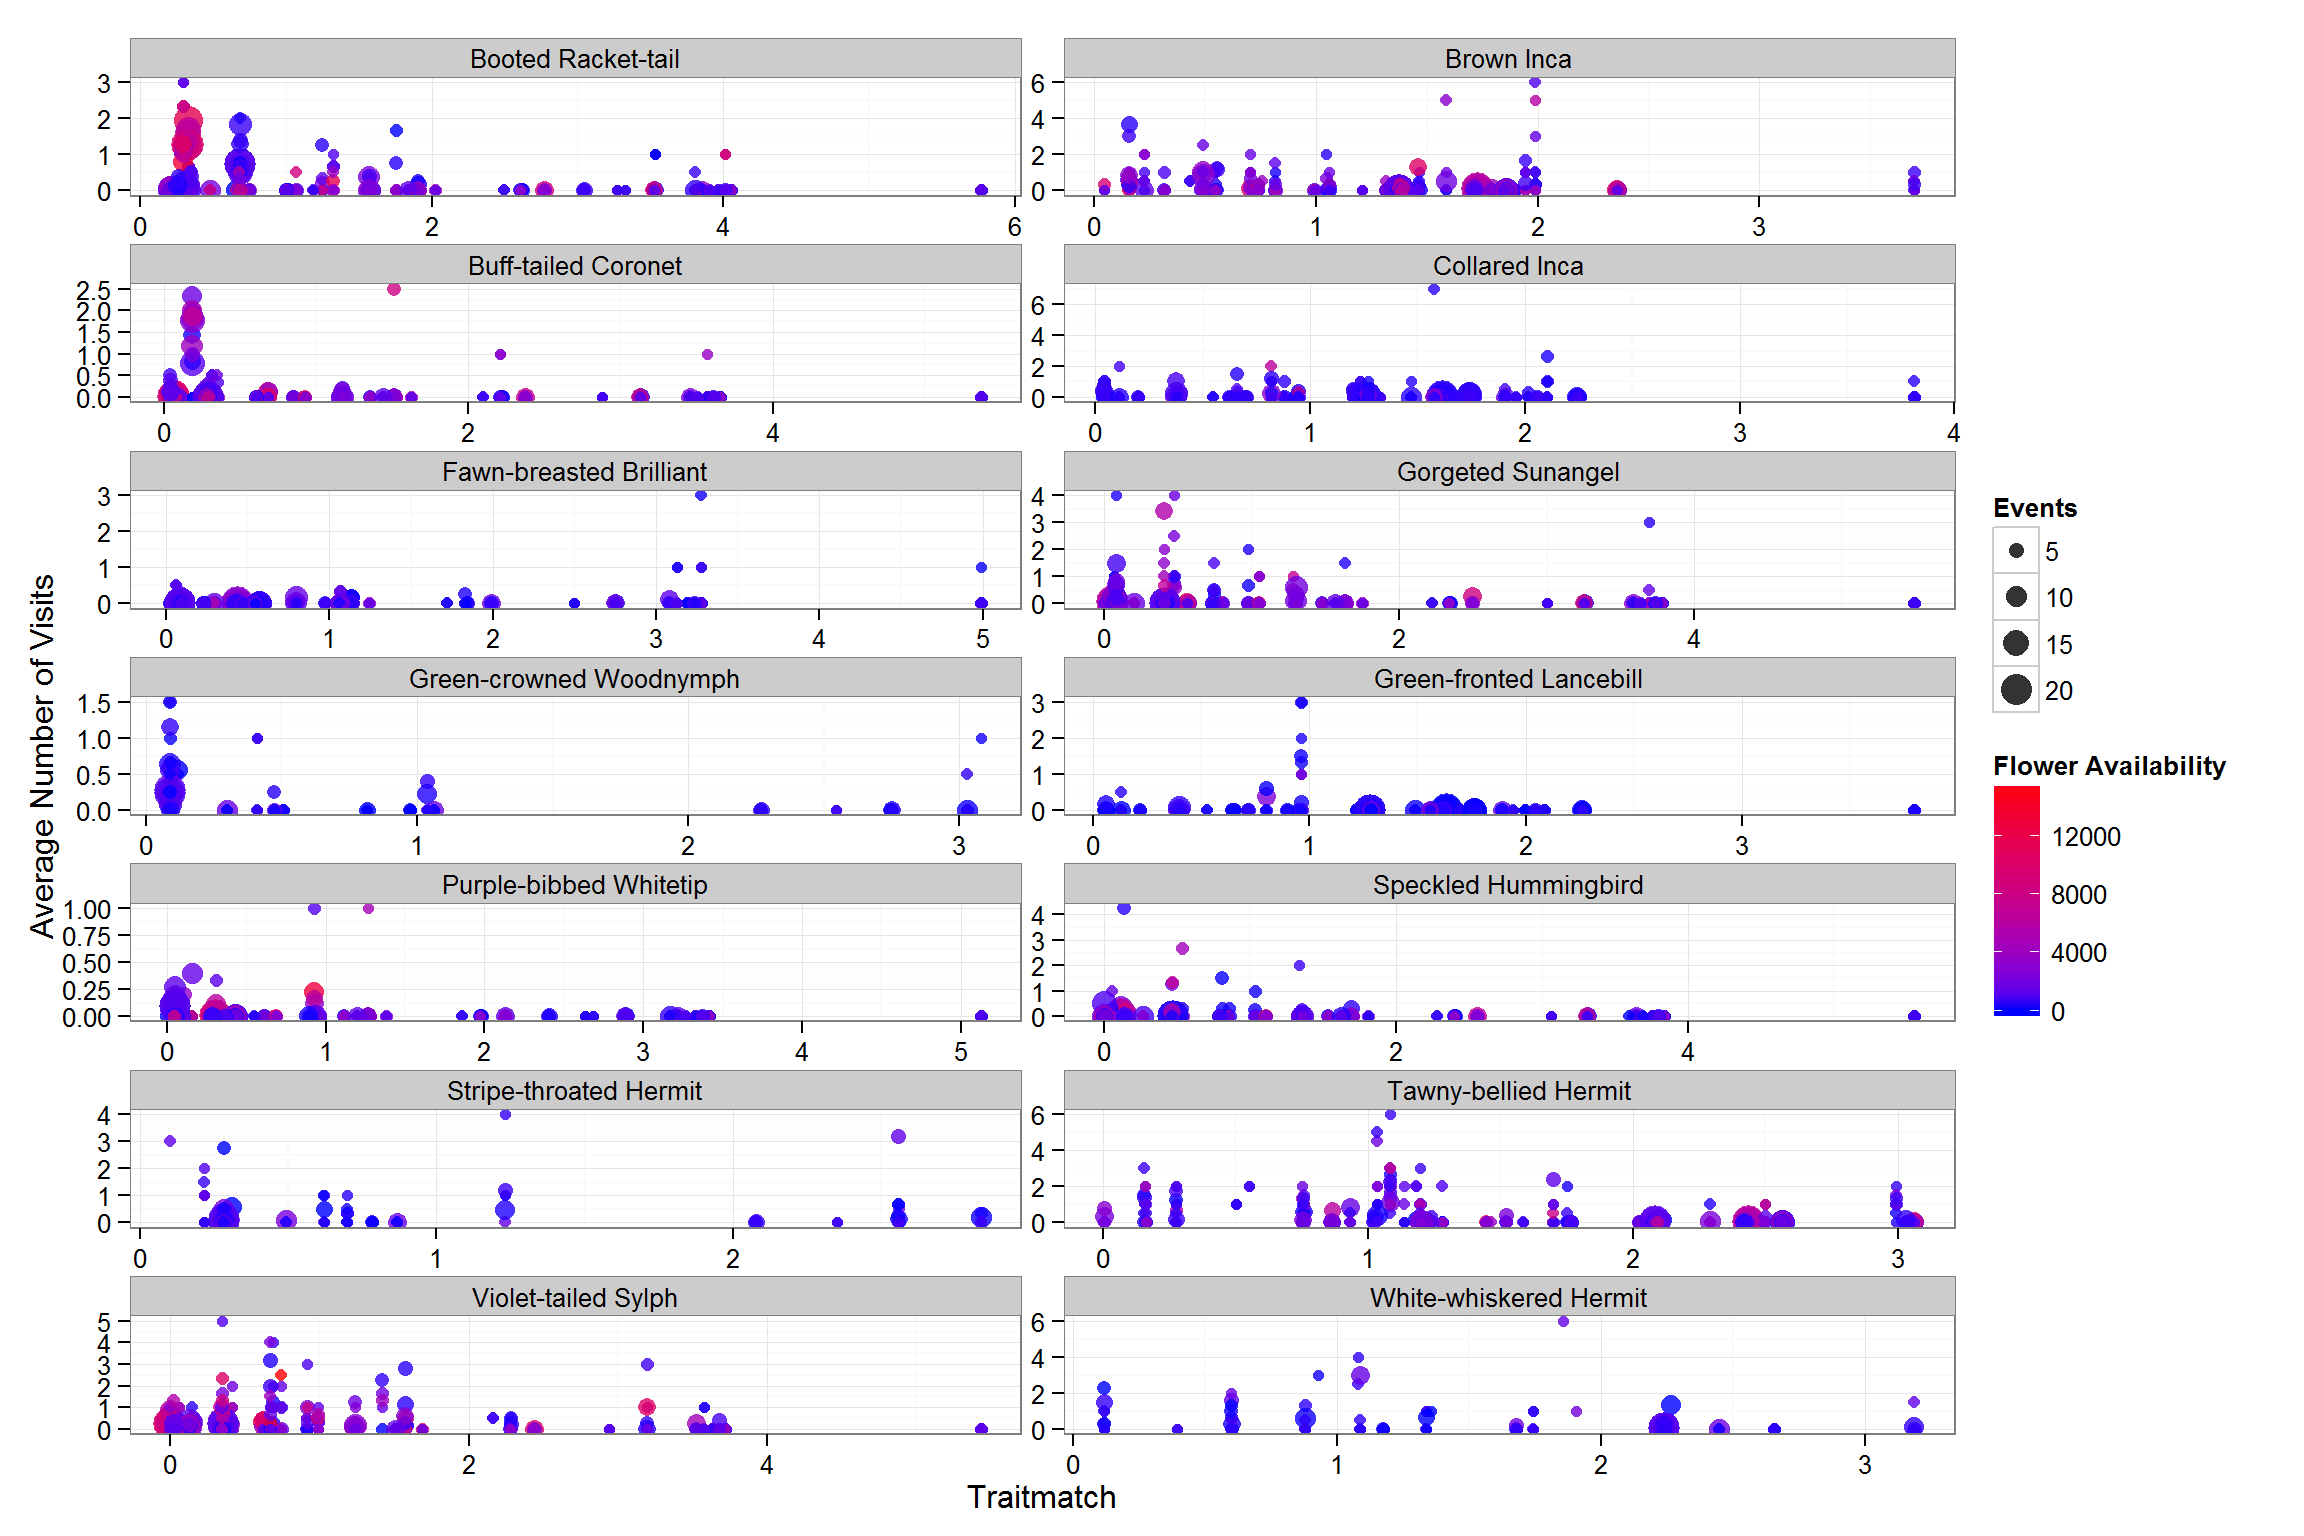 Booted Racket-tail
3
2
1
0
0 2 4 6
Brown Inca
6
4
2
0
0 1 2 3
Buff-tailed Coronet
2.5
2.0
1.5
1.0
0.5
0.0
0 2 4
Collared Inca
6
4
2
0
0 1 2 3 4
Fawn-breasted Brilliant
3
2
1
0
0 1 2 3 4 5
Gorgeted Sunangel
4
3
2
1
0
0 2 4
Green-crowned Woodnymph
1.5
1.0
0.5
0.0
0 1 2 3
Green-fronted Lancebill
3
2
1
0
0 1 2 3
Purple-bibbed Whitetip
1.00
0.75
0.50
0.25
0.00
0 1 2 3 4 5
Speckled Hummingbird
4
3
2
1
0
0 2 4
Stripe-throated Hermit
4
3
2
1
0
0 1 2
Tawny-bellied Hermit
6
4
2
0
0 1 2 3
Violet-tailed Sylph
5
4
3
2
1
0
0 2 4
White-whiskered Hermit
6
4
2
0
0 1 2 3
Average Number of Visits
Traitmatch
Events
5
10
15
20
Flower Availability
12000
8000
4000
0